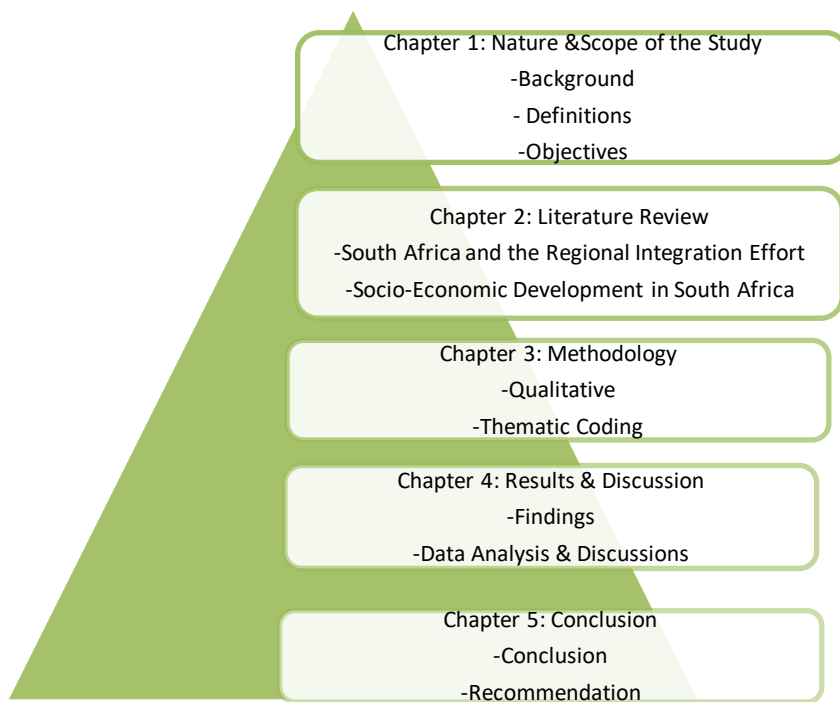 Chapter 1: Nature &Scope of the Study
-Background
- Definitions
-Objectives
Chapter 2: Literature Review
-South Africa and the Regional Integration Effort
-Socio-Economic Development in South Africa
Chapter 3: Methodology
-Qualitative
-Thematic Coding
Chapter 4: Results & Discussion
-Findings
-Data Analysis & Discussions
Chapter 5: Conclusion
-Conclusion
-Recommendation